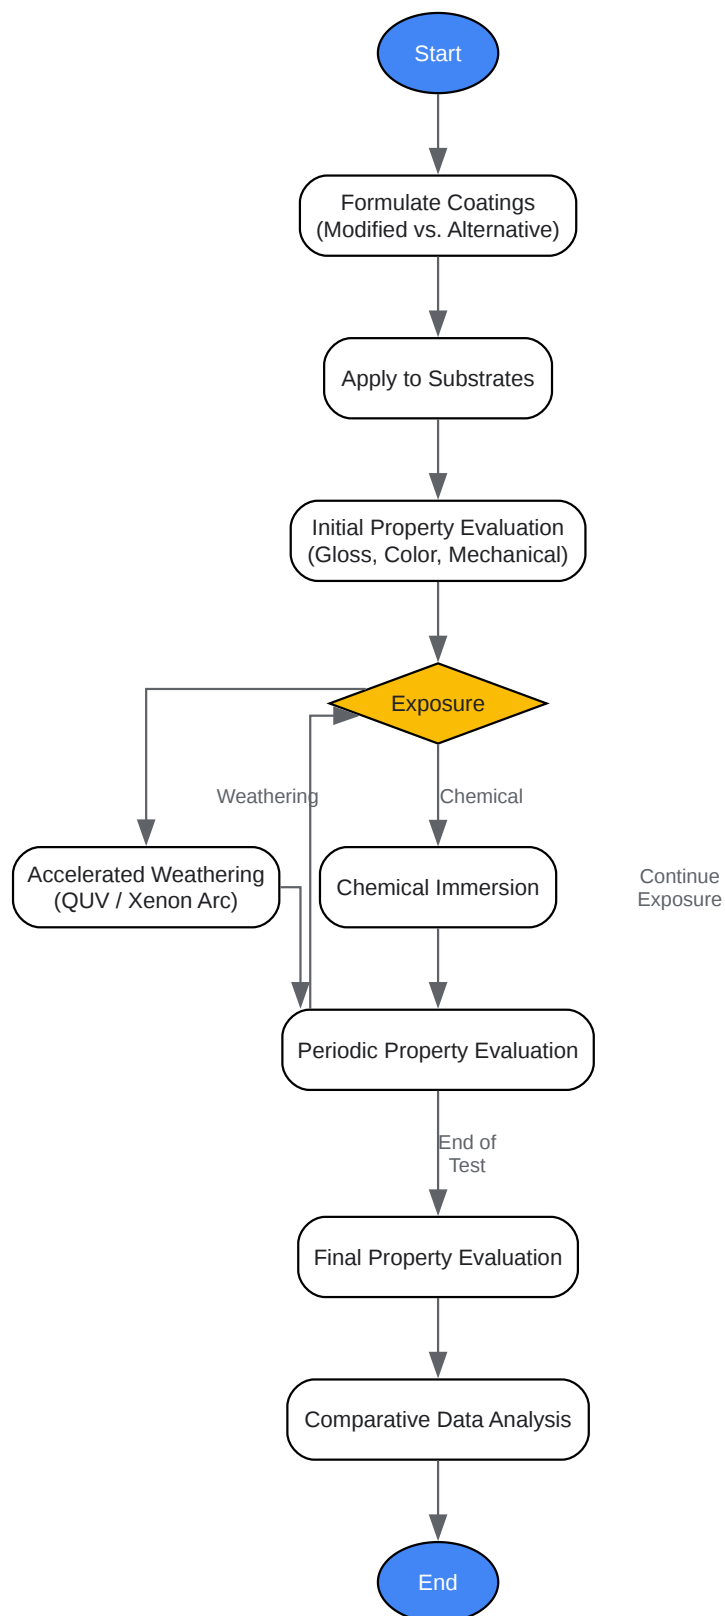 Start
Formulate Coatings
(Modified vs. Alternative)
Apply to Substrates
Initial Property Evaluation
(Gloss, Color, Mechanical)
Exposure
Weathering
Chemical
Accelerated Weathering
(QUV / Xenon Arc)
Chemical Immersion
Continue
Exposure
Periodic Property Evaluation
End of
Test
Final Property Evaluation
Comparative Data Analysis
End